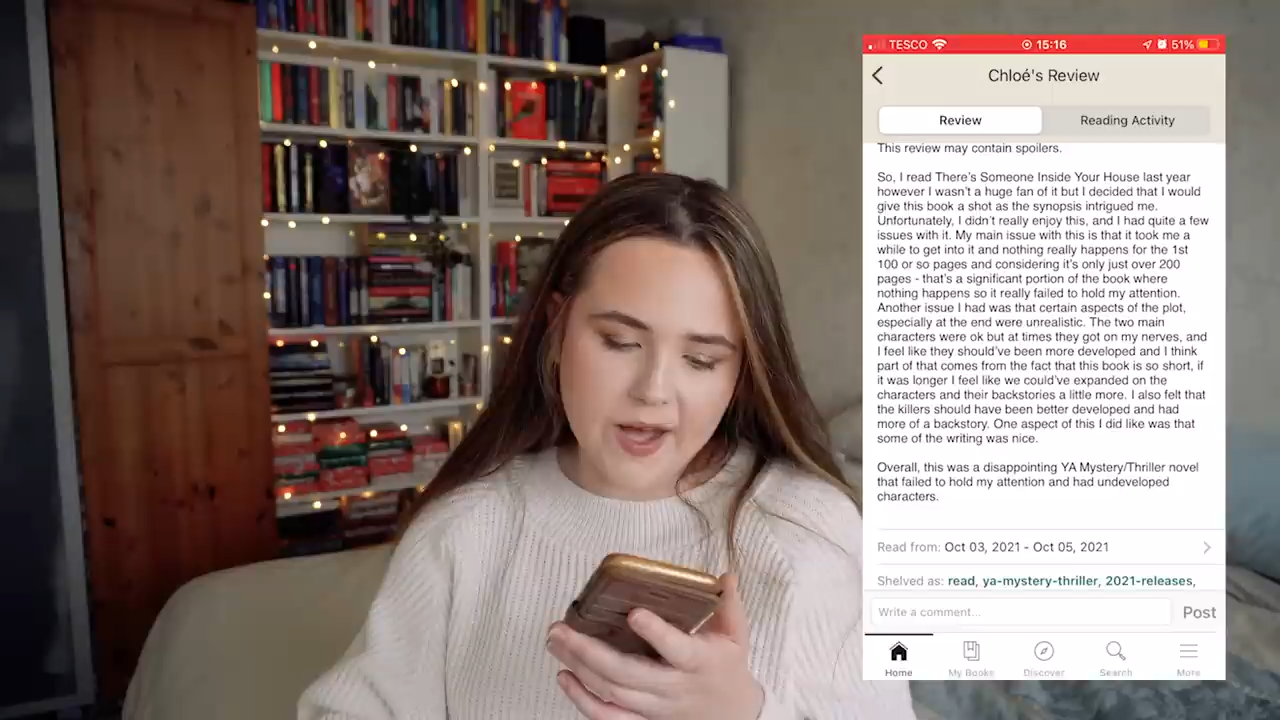 TESCO 15:16 51%
Chloé's Review
Review Reading Activity
This review may contain spoilers.
So, I read There's Someone Inside Your House last year
however I wasn't a huge fan of it but I decided that I would
give this book a shot as the synopsis intrigued me.
Unfortunately, I didn't really enjoy this, and I had quite a few
issues with it. My main issue with this is that it took me a
while to get into it and nothing really happens for the 1st
100 or so pages and considering it's only just over 200
pages - that's a significant portion of the book where
nothing happens so it really failed to hold my attention.
Another issue I had was that certain aspects of the plot,
especially at the end were unrealistic. The two main
characters were ok but at times they got on my nerves, and
I feel like they should've been more developed and I think
part of that comes from the fact that this book is so short, if
it was longer I feel like we could've expanded on the
characters and their backstories a little more. I also felt that
the killers should have been better developed and had
more of a backstory. One aspect of this I did like was that
some of the writing was nice.
Overall, this was a disappointing YA Mystery/Thriller novel
that failed to hold my attention and had undeveloped
characters.
Read from: Oct 03, 2021 - Oct 05, 2021
Shelved as: read, ya-mystery-thriller, 2021-releases,
Write a comment... Post
Home My Books Discover Search More